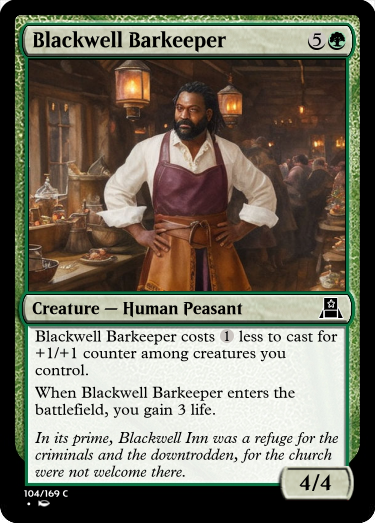 Blackwell Barkeeper 5
Creature — Human Peasant
Blackwell Barkeeper costs 1 less to cast for
+1/+1 counter among creatures you
control.
When Blackwell Barkeeper enters the
battlefield, you gain 3 life.
In its prime, Blackwell Inn was a refuge for the
criminals and the downtrodden, for the church
were not welcome there.
4/4
104/169 C